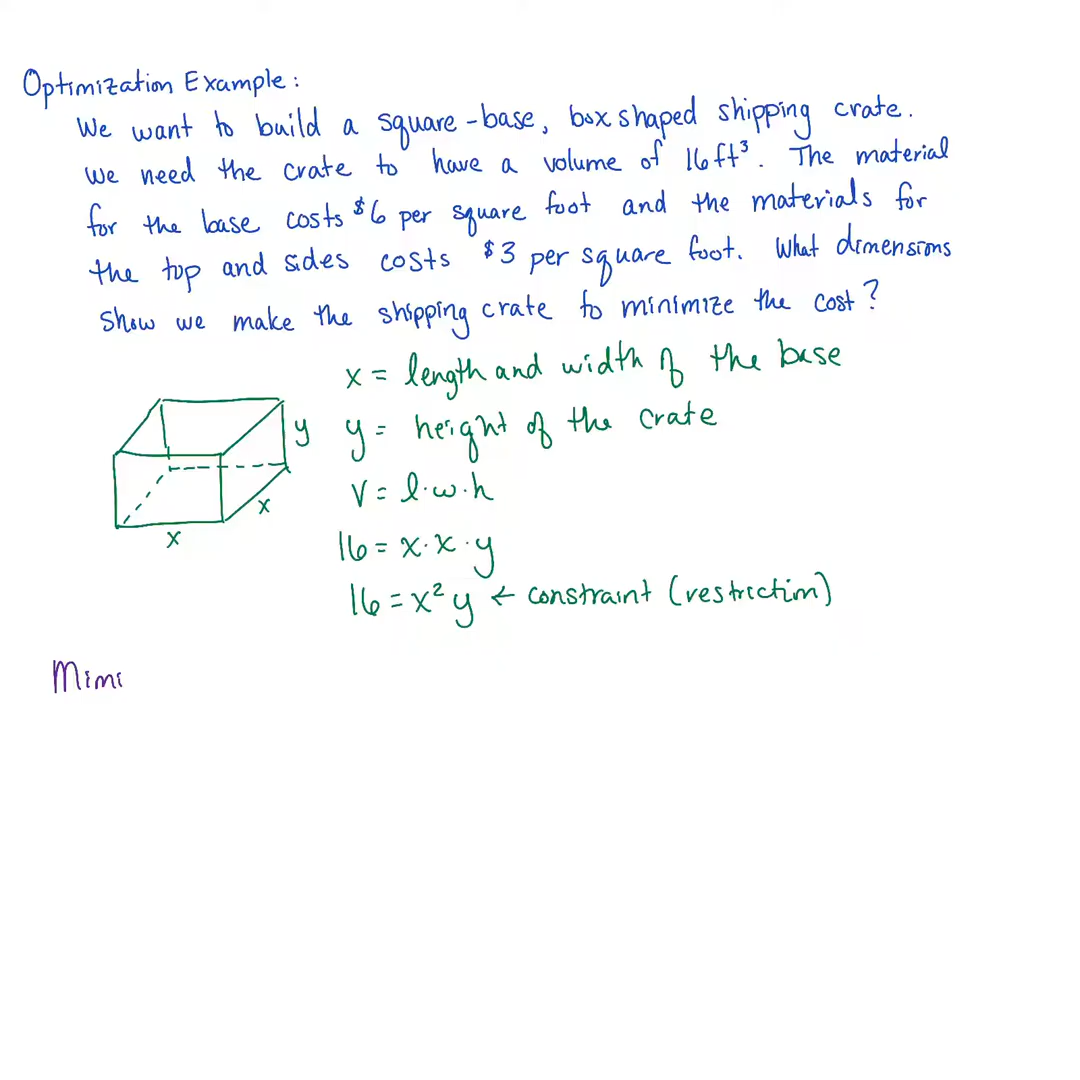 Optimization Example:
We want to build a square-base, box shaped shipping crate.
We need the crate to have a volume of 16ft³. The material
for the base costs $6 per square foot and the materials for
the top and sides costs $3 per square foot. What dimensions
show we make the shipping crate to minimize the cost?
x = length and width of the base
y = height of the crate
y
V = l·w·h
x
x
16 = x·x·y
16 = x²y ← constraint (restriction)
Mimi